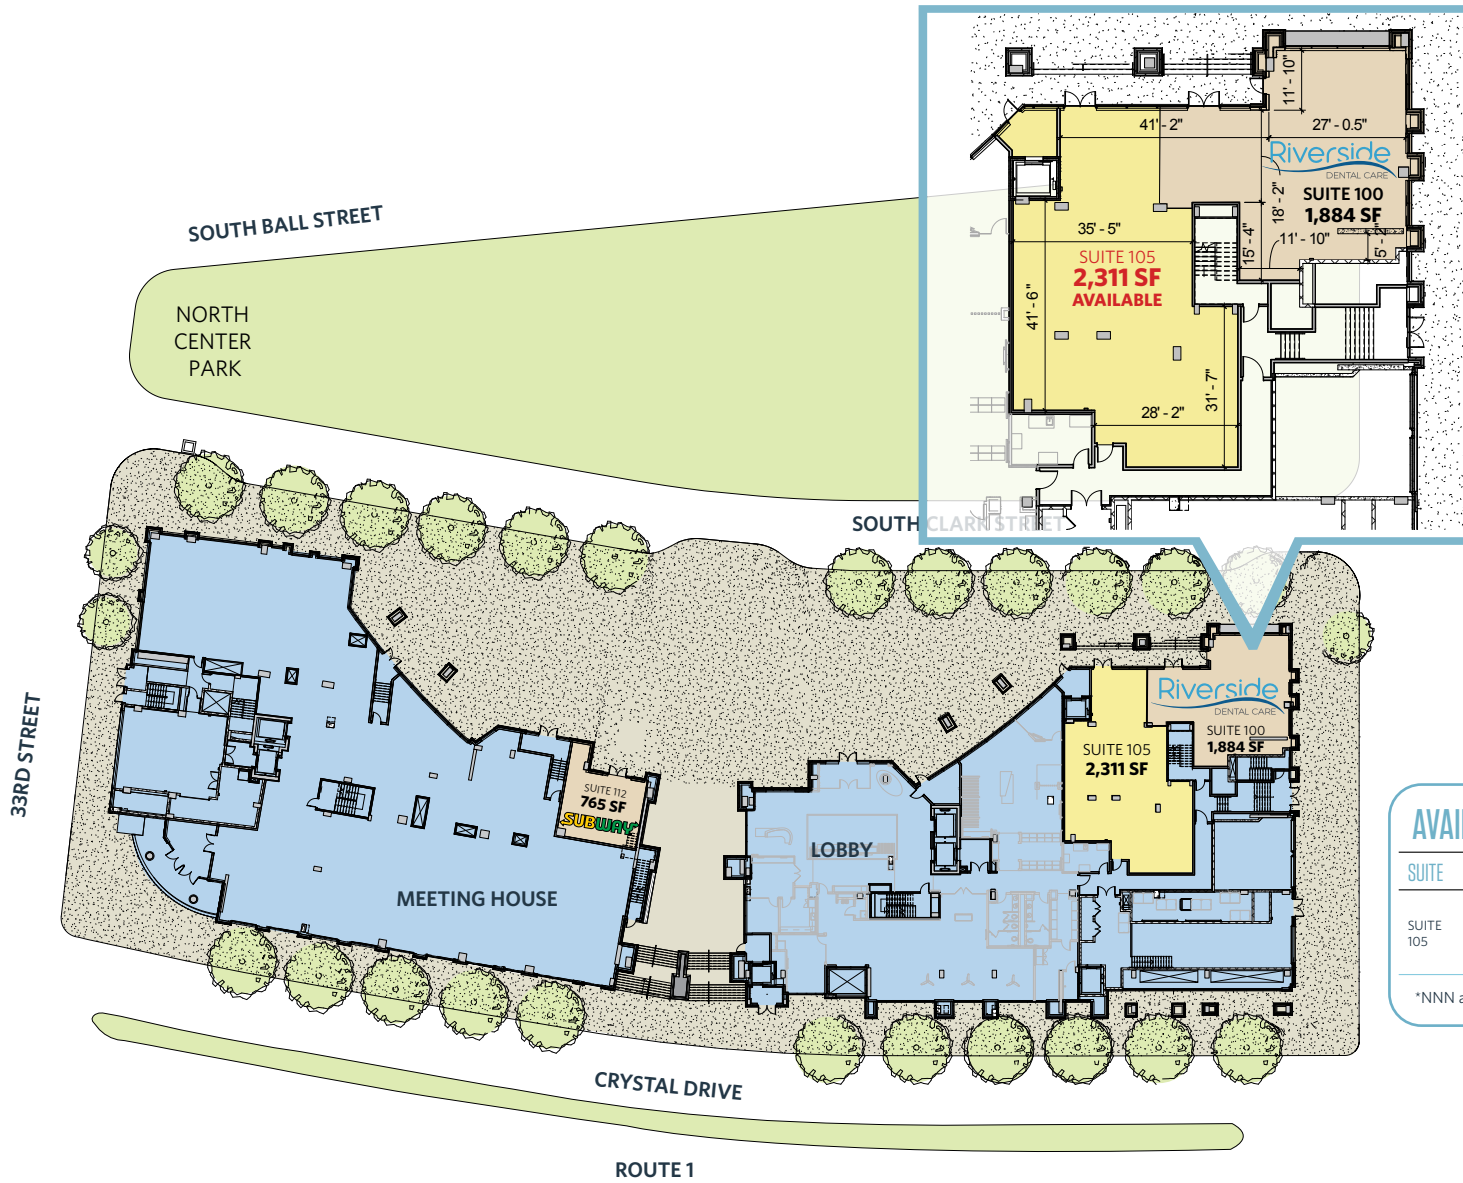 41' - 2"
11' - 10"
27' - 0.5"
Riverside
DENTAL CARE
SUITE 100
1,884 SF
18' - 2"
15' - 4"
11' - 10"
5' - 2"
35' - 5"
SUITE 105
2,311 SF
AVAILABLE
41' - 6"
31' - 7"
28' - 2"
SOUTH BALL STREET
NORTH
CENTER
PARK
SOUTH CLARK STREET
33RD STREET
Riverside
DENTAL CARE
SUITE 100
1,884 SF
SUITE 105
2,311 SF
SUITE 112
765 SF
SUBWAY
LOBBY
MEETING HOUSE
AVAI
SUITE
SUITE
105
*NNN a
CRYSTAL DRIVE
ROUTE 1